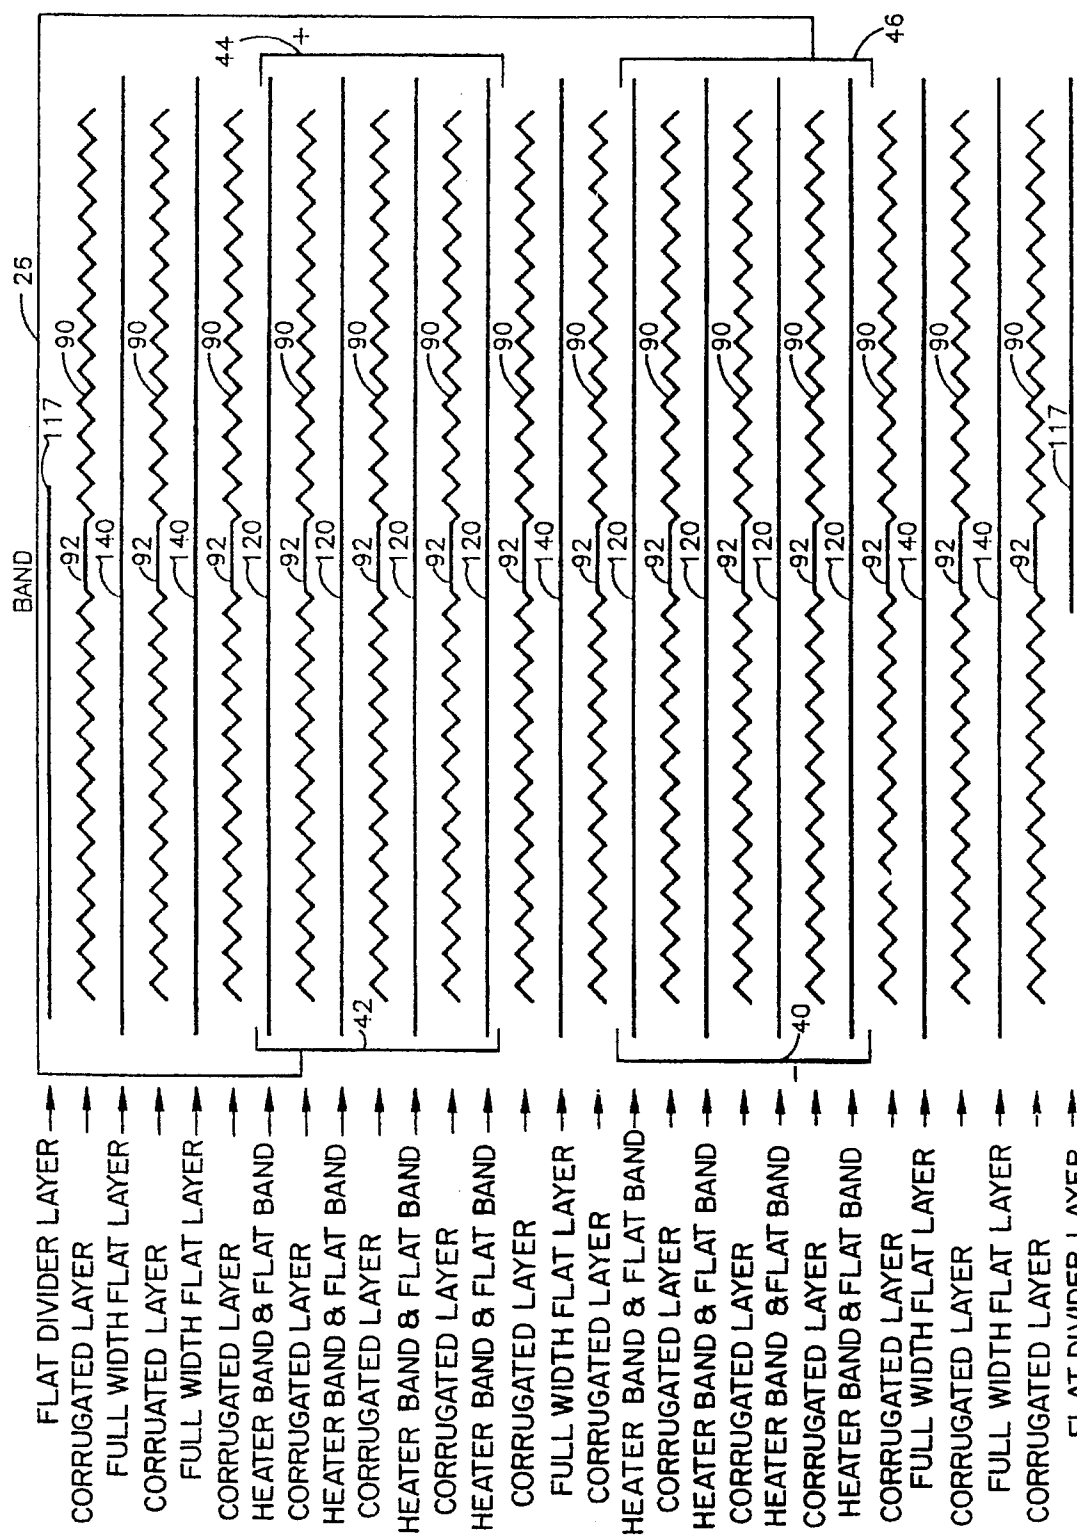 BAND
26
FLAT DIVIDER LAYER
117
CORRUGATED LAYER
92
90
FULL WIDTH FLAT LAYER
140
CORRUATED LAYER
92
90
FULL WIDTH FLAT LAYER
140
CORRUGATED LAYER
92
90
44
+
HEATER BAND & FLAT BAND
120
CORRUGATED LAYER
92
90
HEATER BAND & FLAT BAND
120
42
CORRUGATED LAYER
92
90
HEATER BAND & FLAT BAND
120
CORRUGATED LAYER
92
90
HEATER BAND & FLAT BAND
120
CORRUGATED LAYER
92
90
FULL WIDTH FLAT LAYER
140
CORRUGATED LAYER
92
90
HEATER BAND & FLAT BAND
120
CORRUGATED LAYER
92
90
HEATER BAND & FLAT BAND
120
CORRUGATED LAYER
92
90
HEATER BAND & FLAT BAND
120
40
−
CORRUGATED LAYER
92
90
HEATER BAND & FLAT BAND
120
46
CORRUGATED LAYER
92
90
FULL WIDTH FLAT LAYER
140
CORRUGATED LAYER
92
90
FULL WIDTH FLAT LAYER
140
CORRUGATED LAYER
92
90
FLAT DIVIDER LAYER
117